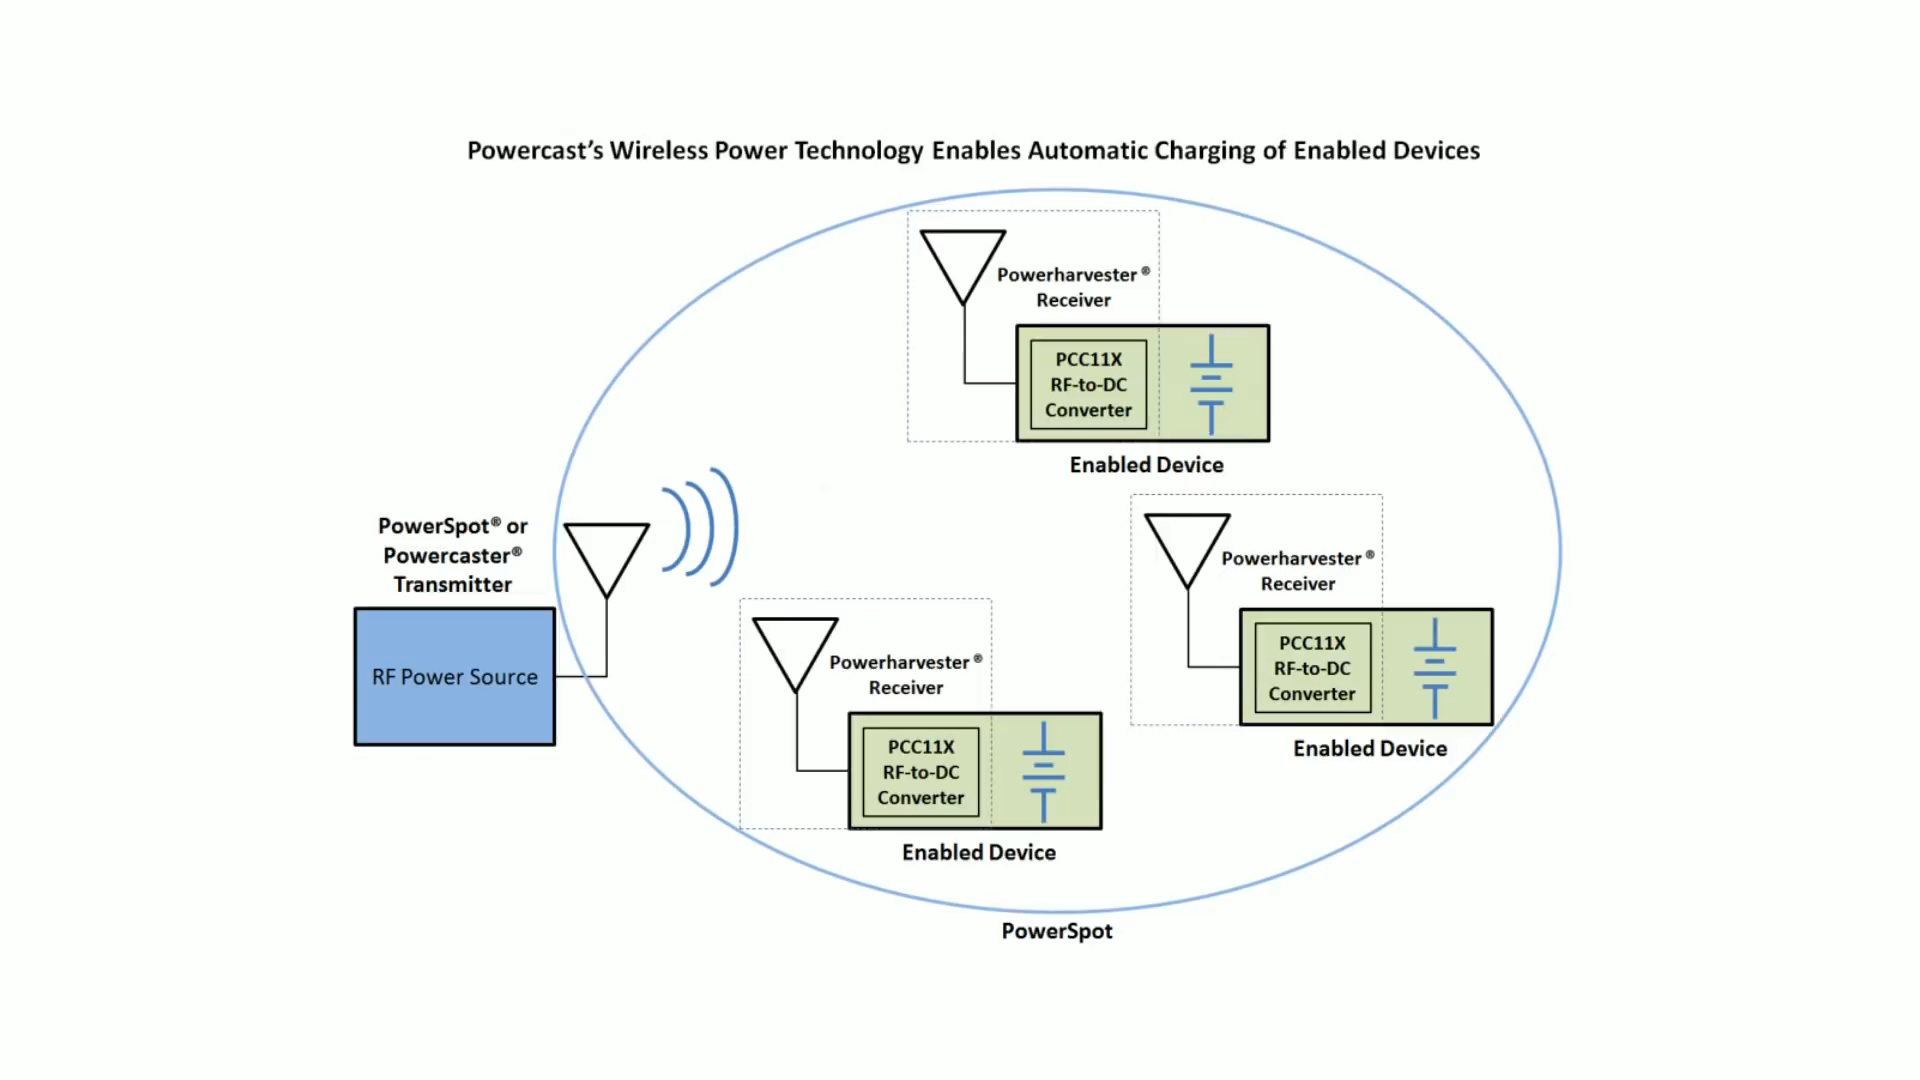 Powercast’s Wireless Power Technology Enables Automatic Charging of Enabled Devices
Powerharvester ®
Receiver
PCC11X
RF-to-DC
Converter
Enabled Device
PowerSpot® or
Powercaster®
Transmitter
RF Power Source
Powerharvester ®
Receiver
PCC11X
RF-to-DC
Converter
Enabled Device
Powerharvester ®
Receiver
PCC11X
RF-to-DC
Converter
Enabled Device
PowerSpot